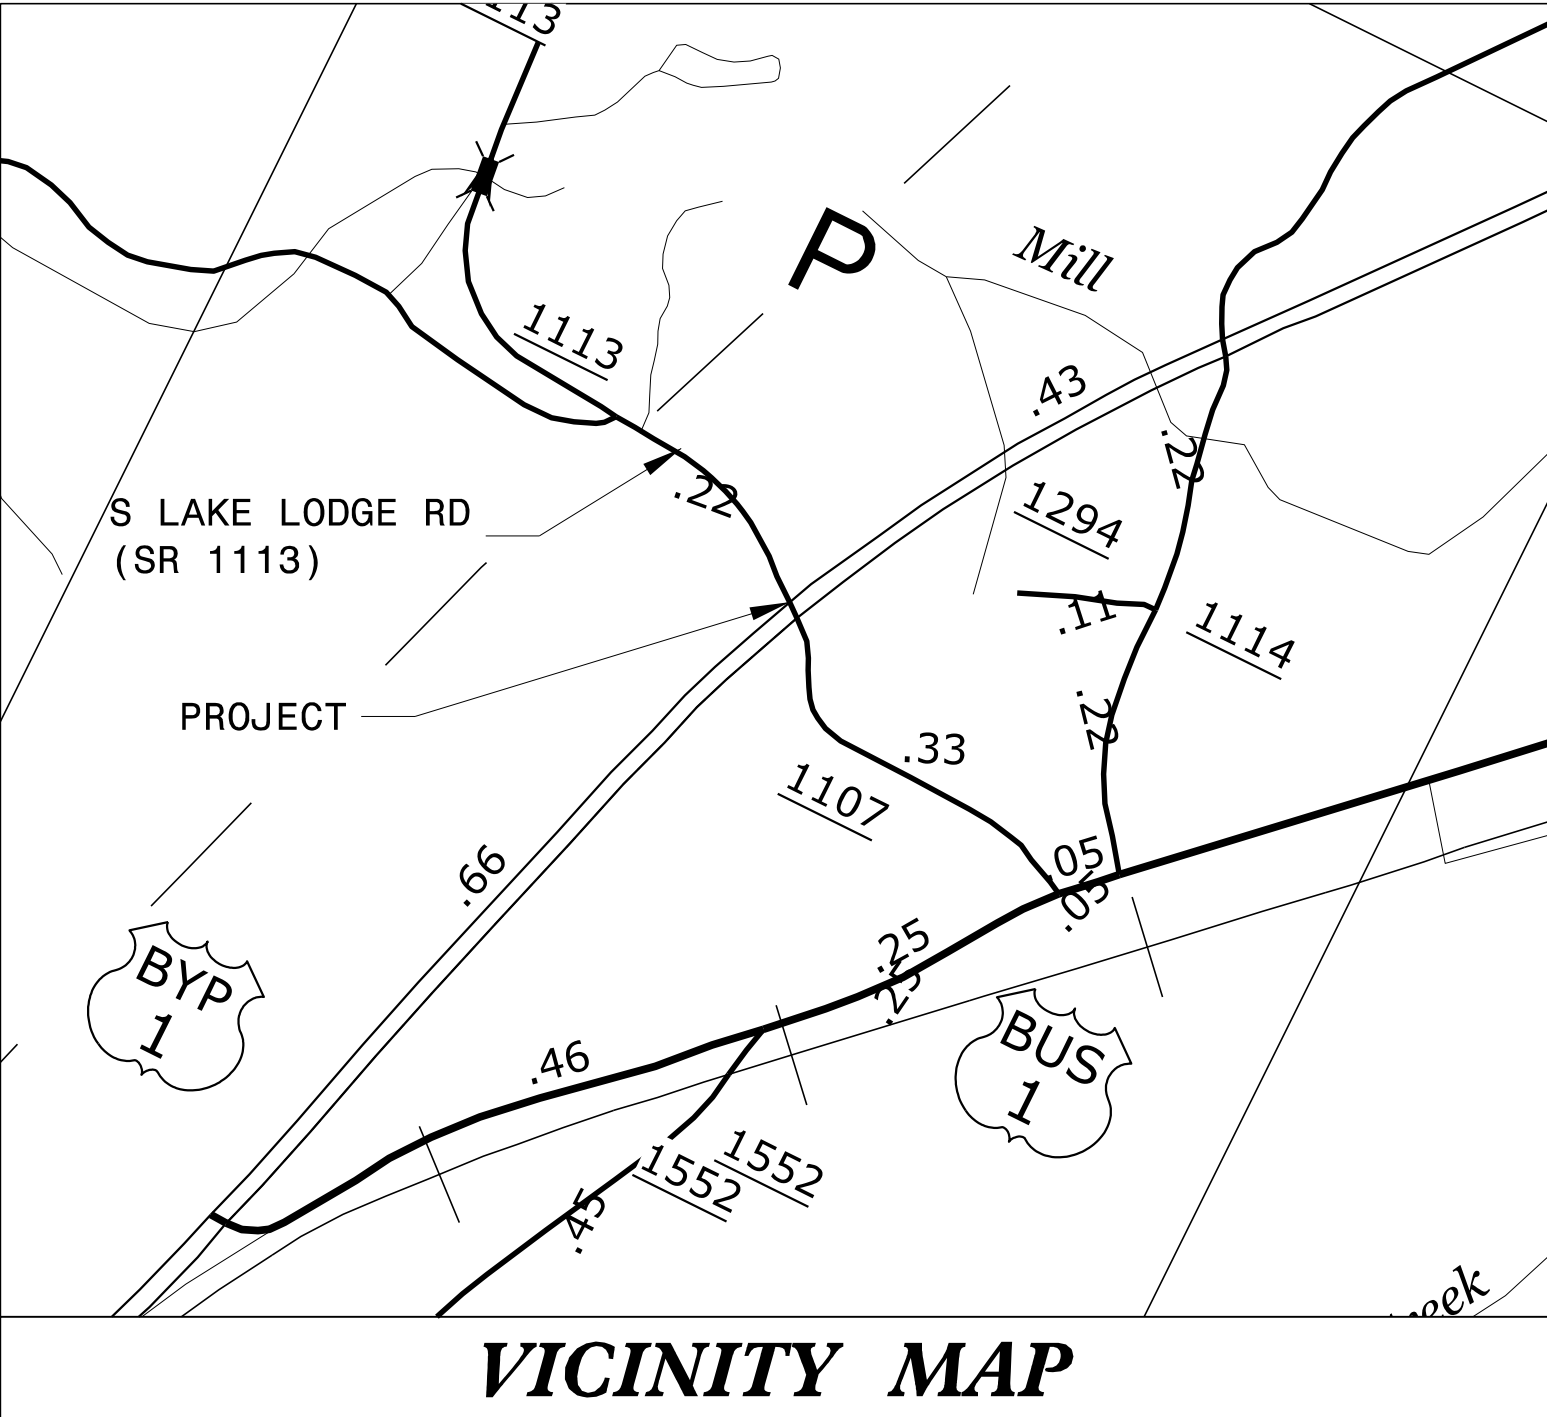 P
Mill
1113
.43
.22
S LAKE LODGE RD
(SR 1113)
.22
1294
.11
1114
PROJECT
.22
.33
1107
.66
.05
.05
.25
.25
BYP
1
BUS
1
.46
1552
1552
.45
VICINITY MAP